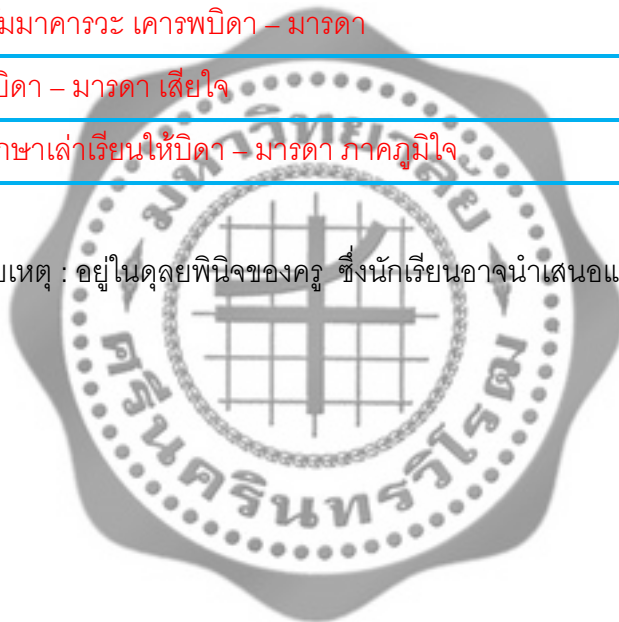 มมาคารวะ เคารพบิดา – มารดา
บิดา – มารดา เสียใจ
กษาเล่าเรียนให้บิดา – มารดา ภาคภูมิใจ
มหาวิทยาลัย
ยเหตุ : อยู่ในดุลยพินิจของครู ซึ่งนักเรียนอาจนำเสนอแ
ศรีนครินทรวิโรฒ